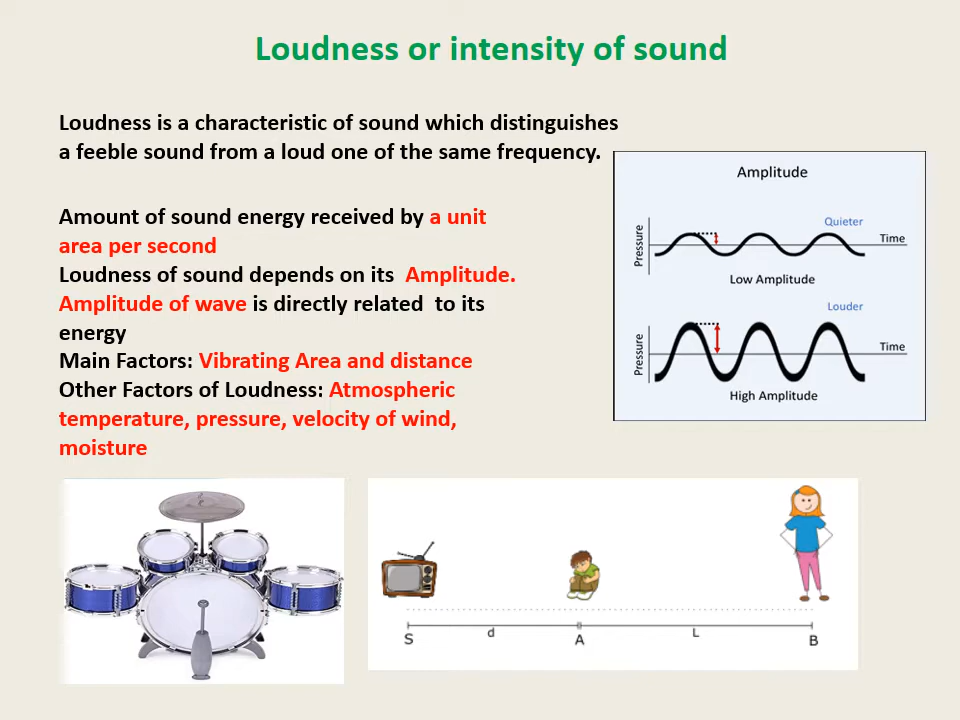 Loudness or intensity of sound
Loudness is a characteristic of sound which distinguishes
a feeble sound from a loud one of the same frequency.
Amount of sound energy received by a unit
area per second
Loudness of sound depends on its Amplitude.
Amplitude of wave is directly related to its
energy
Main Factors: Vibrating Area and distance
Other Factors of Loudness: Atmospheric
temperature, pressure, velocity of wind,
moisture
Amplitude
Quieter
Pressure
Time
Low Amplitude
Louder
Pressure
Time
High Amplitude
S d A L B